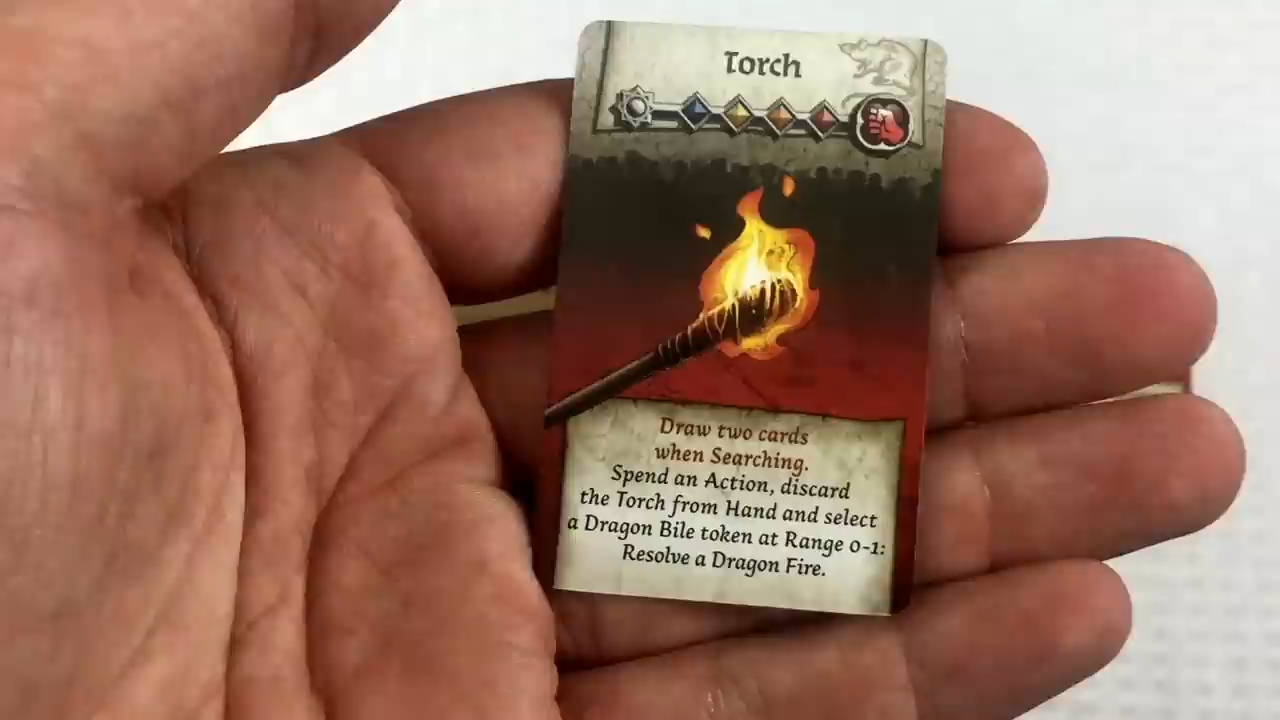 Torch
Draw two cards
when Searching.
Spend an Action, discard
the Torch from Hand and select
a Dragon Bile token at Range 0-1:
Resolve a Dragon Fire.